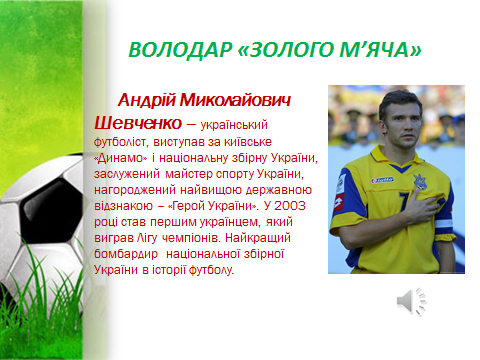 ВОЛОДАР «ЗОЛОГО М’ЯЧА»
Андрій Миколайович
Шевченко – український
футболіст, виступав за київське
«Динамо» і національну збірну України,
заслужений майстер спорту України,
нагороджений найвищою державною
відзнакою – «Герой України». У 2003
році став першим українцем, який
виграв Лігу чемпіонів. Найкращий
бомбардир національної збірної
України в історії футболу.
7